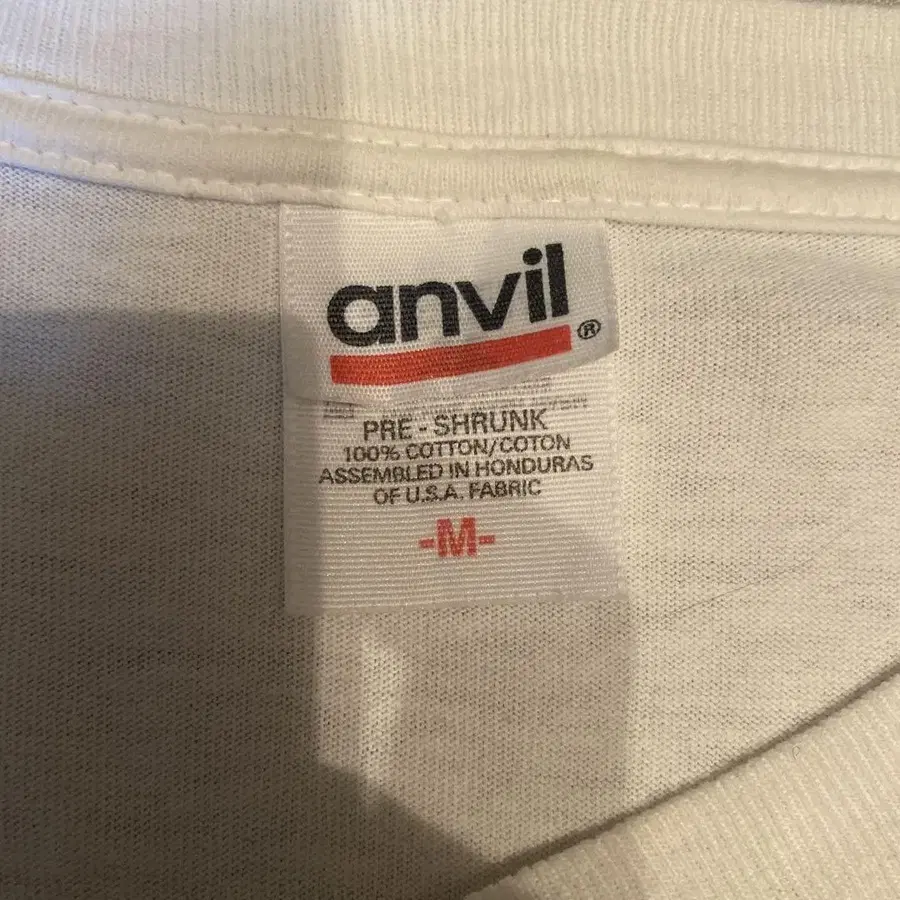 anvil®
PRE-SHRUNK
100% COTTON/COTON
ASSEMBLED IN HONDURAS
OF U.S.A. FABRIC
-M-